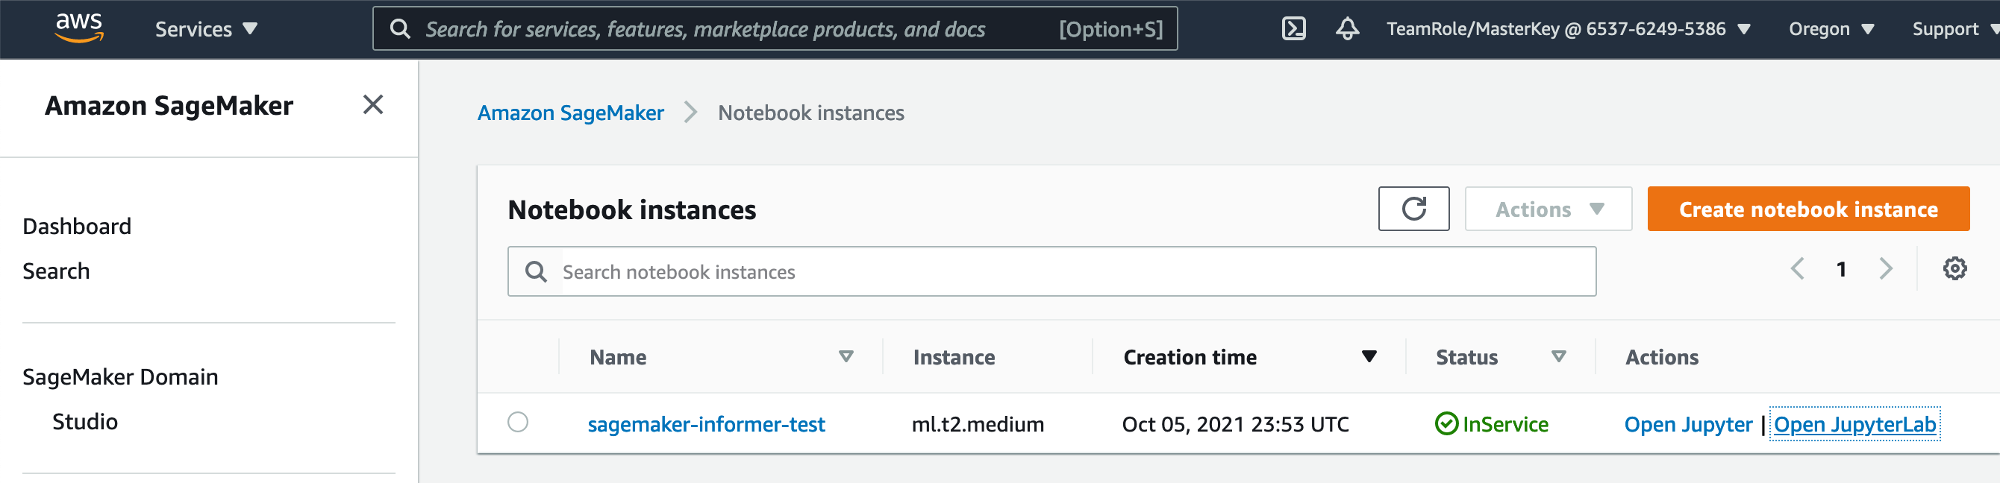 aws Services Search for services, features, marketplace products, and docs [Option+S] TeamRole/MasterKey @ 6537-6249-5386 Oregon Support
Amazon SageMaker
Amazon SageMaker Notebook instances
Dashboard
Search
SageMaker Domain
Studio
Notebook instances Actions Create notebook instance
Search notebook instances 1
Name Instance Creation time Status Actions
sagemaker-informer-test ml.t2.medium Oct 05, 2021 23:53 UTC InService Open Jupyter | Open JupyterLab